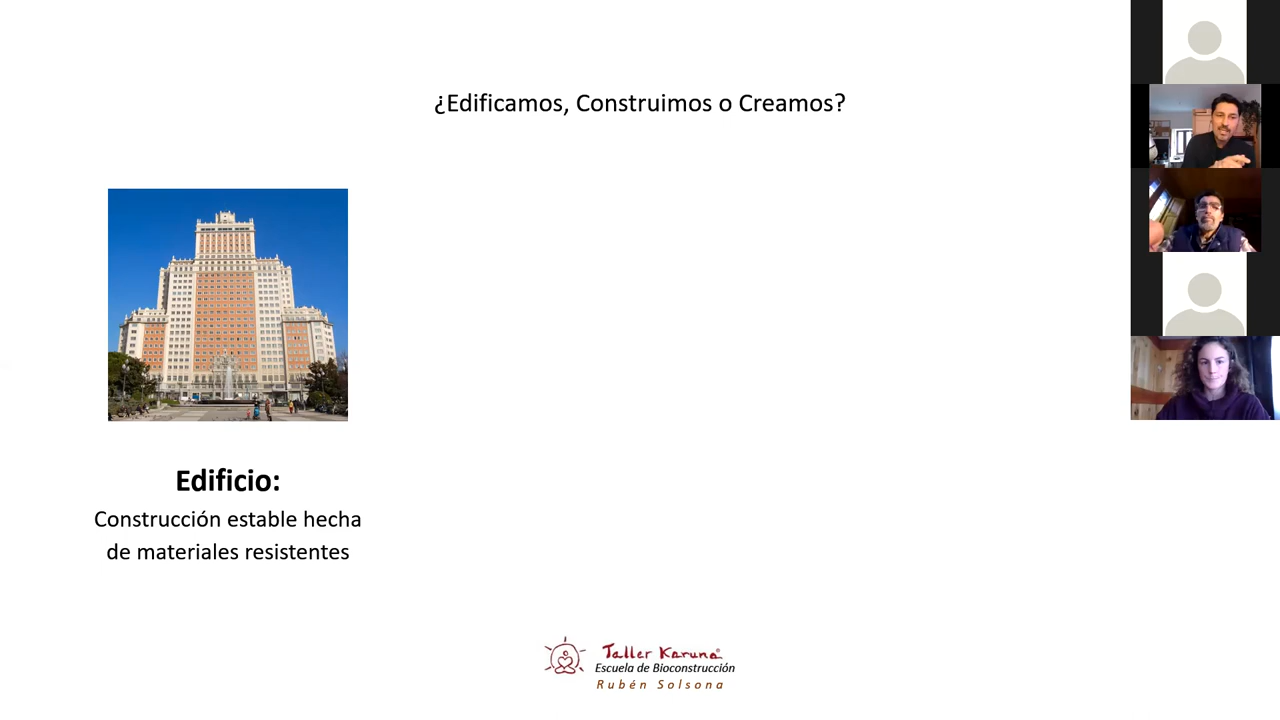 ¿Edificamos, Construimos o Creamos?
Edificio:
Construcción estable hecha
de materiales resistentes
Taller Karuna
Escuela de Bioconstrucción
Rubén Solsona